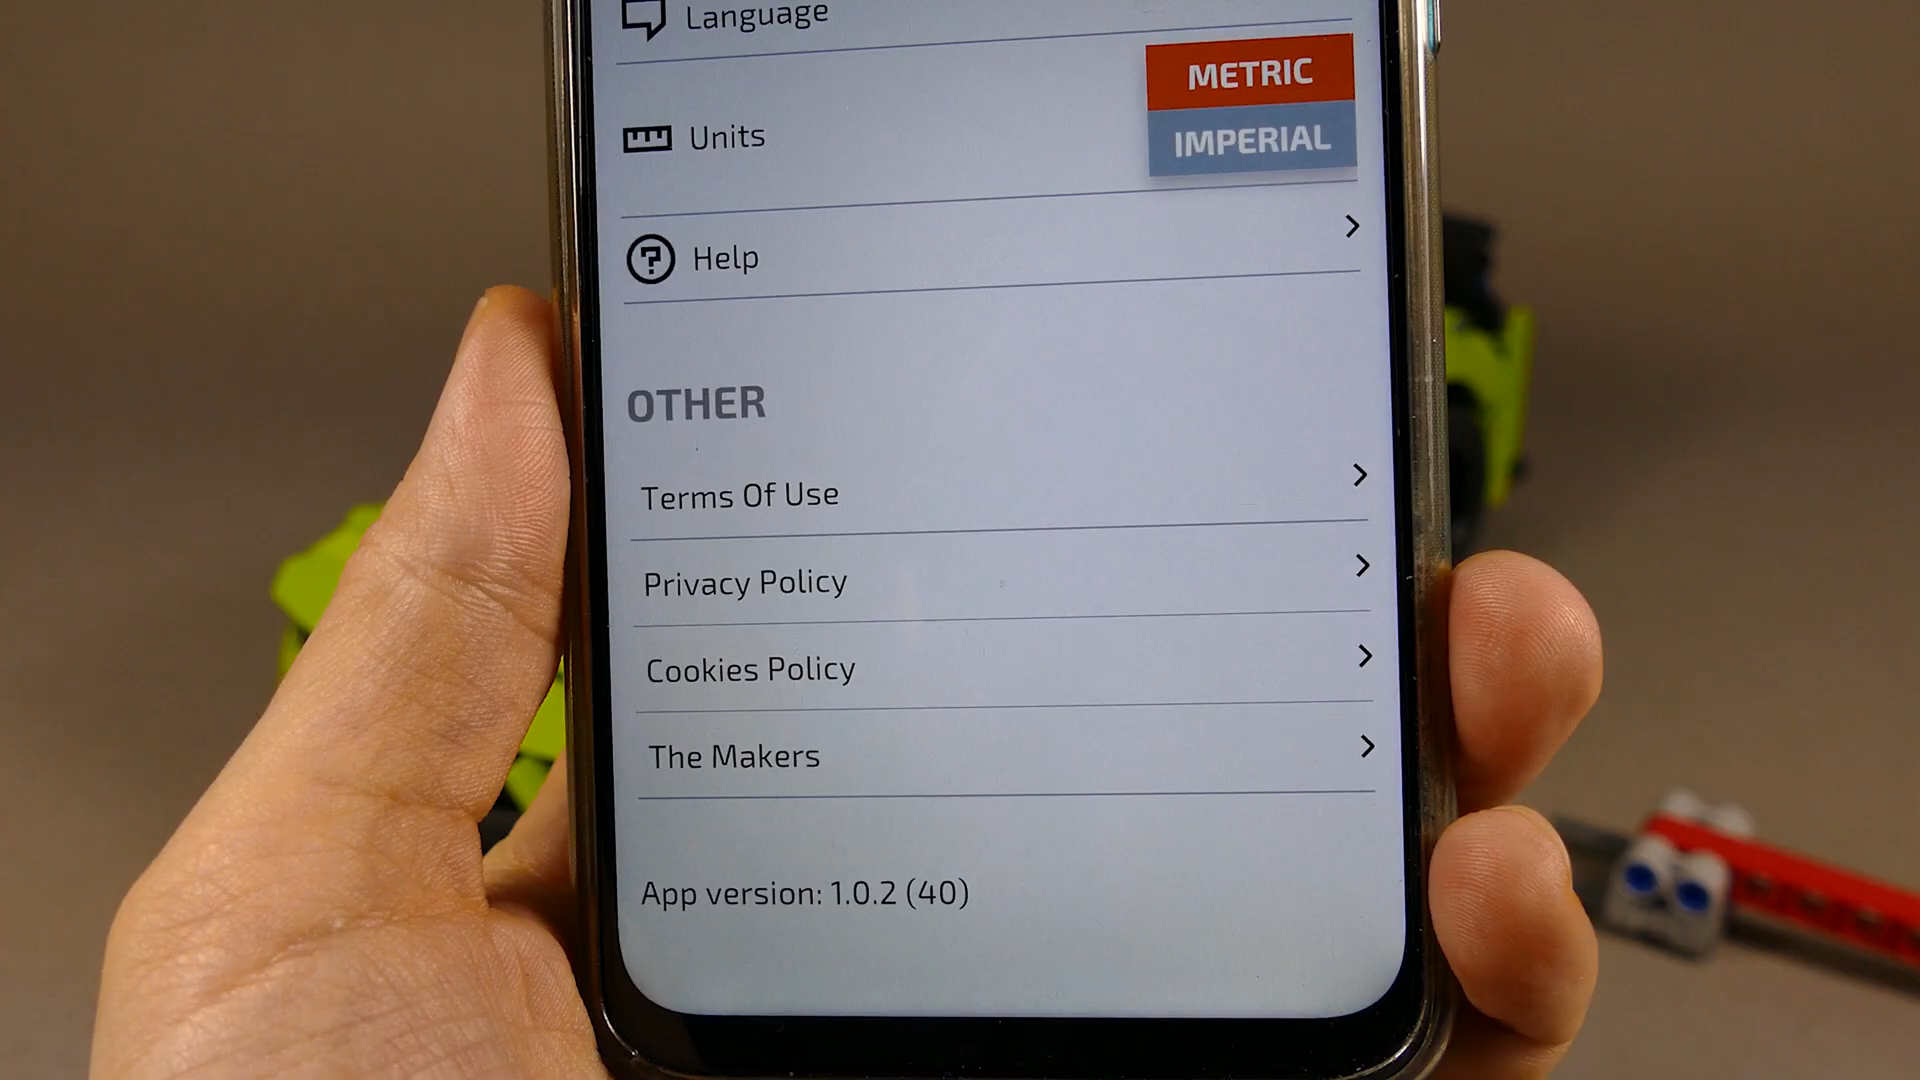 Language
METRIC
Units
IMPERIAL
Help
OTHER
Terms Of Use
Privacy Policy
Cookies Policy
The Makers
App version: 1.0.2 (40)